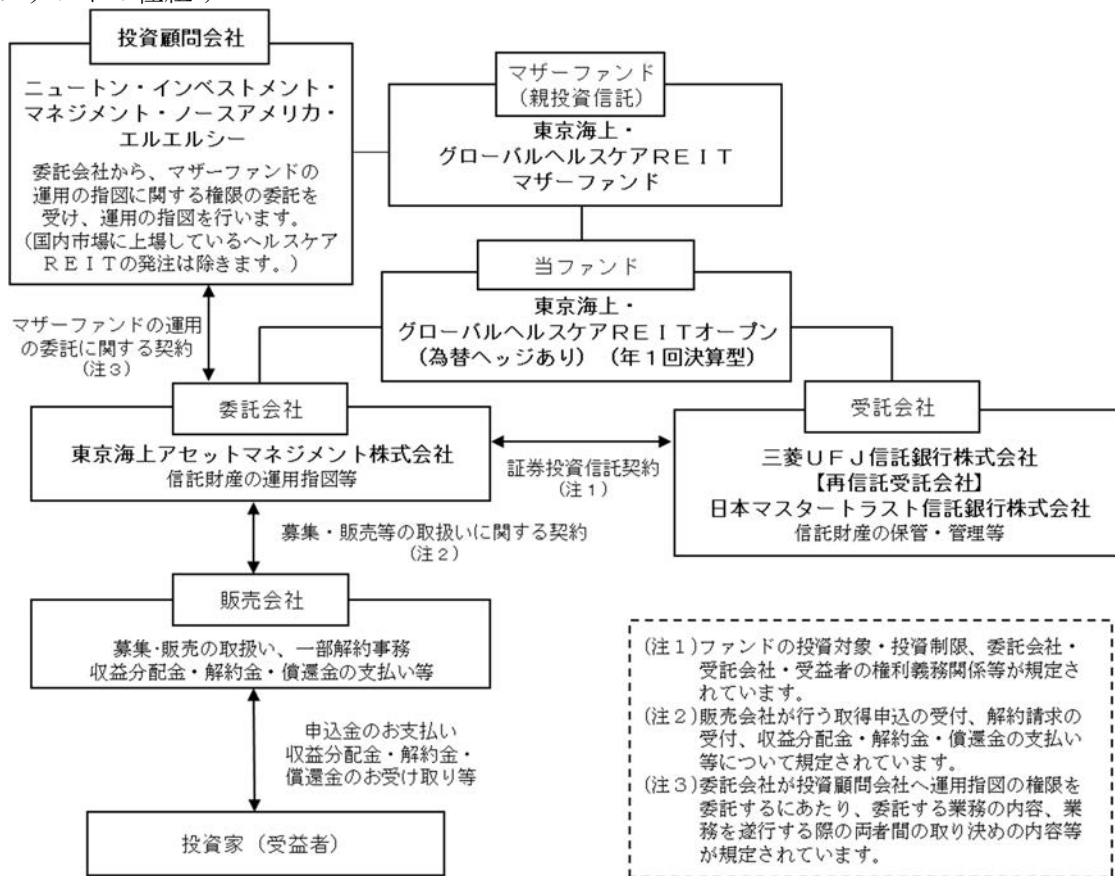 投資顧問会社
ニュートン・インベストメント・
マネジメント・ノースアメリカ・
エルエルシー
委託会社から、マザーファンドの
運用の指図に関する権限の委託を
受け、運用の指図を行います。
(国内市場に上場しているヘルスケア
REITの発注は除きます。)
マザーファンド
(親投資信託)
東京海上・
グローバルヘルスケアREIT
マザーファンド
当ファンド
東京海上・
グローバルヘルスケアREITオープン
(為替ヘッジあり)(年1回決算型)
マザーファンドの運用
の委託に関する契約
(注3)
委託会社
東京海上アセットマネジメント株式会社
信託財産の運用指図等
証券投資信託契約
(注1)
受託会社
三菱UFJ信託銀行株式会社
【再信託受託会社】
日本マスタートラスト信託銀行株式会社
信託財産の保管・管理等
募集・販売等の取扱いに関する契約
(注2)
販売会社
募集・販売の取扱い、一部解約事務
収益分配金・解約金・償還金の支払い等
申込金のお支払い
収益分配金・解約金・
償還金のお受け取り等
投資家(受益者)
(注1)ファンドの投資対象・投資制限、委託会社・
受託会社・受益者の権利義務関係等が規定さ
れています。
(注2)販売会社が行う取得申込の受付、解約請求の
受付、収益分配金・解約金・償還金の支払い
等について規定されています。
(注3)委託会社が投資顧問会社へ運用指図の権限を
委託するにあたり、委託する業務の内容、業
務を遂行する際の両者間の取り決めの内容等
が規定されています。